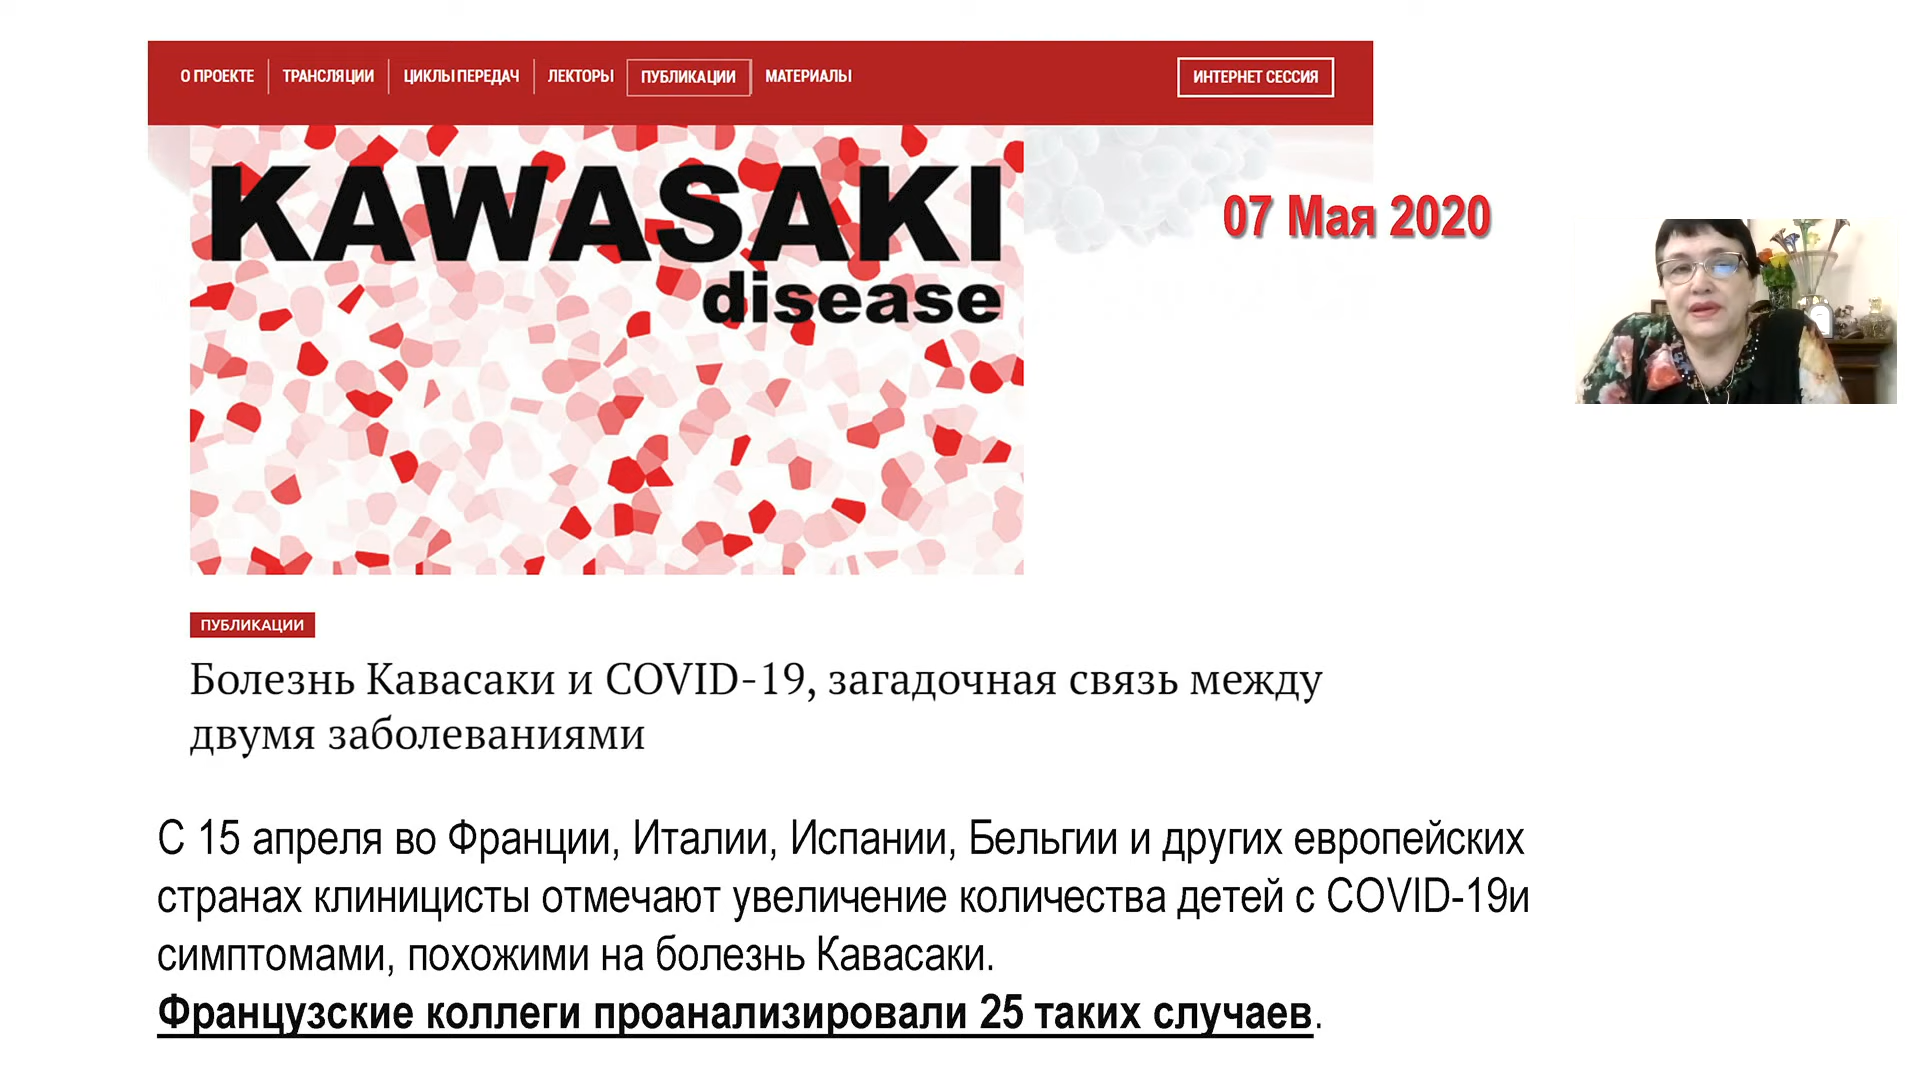 О ПРОЕКТЕ ТРАНСЛЯЦИИ ЦИКЛЫ ПЕРЕДАЧ ЛЕКТОРЫ ПУБЛИКАЦИИ МАТЕРИАЛЫ ИНТЕРНЕТ СЕССИЯ
KAWASAKI
disease
07 Мая 2020
ПУБЛИКАЦИИ
Болезнь Кавасаки и COVID-19, загадочная связь между
двумя заболеваниями
С 15 апреля во Франции, Италии, Испании, Бельгии и других европейских
странах клиницисты отмечают увеличение количества детей с COVID-19и
симптомами, похожими на болезнь Кавасаки.
Французские коллеги проанализировали 25 таких случаев.